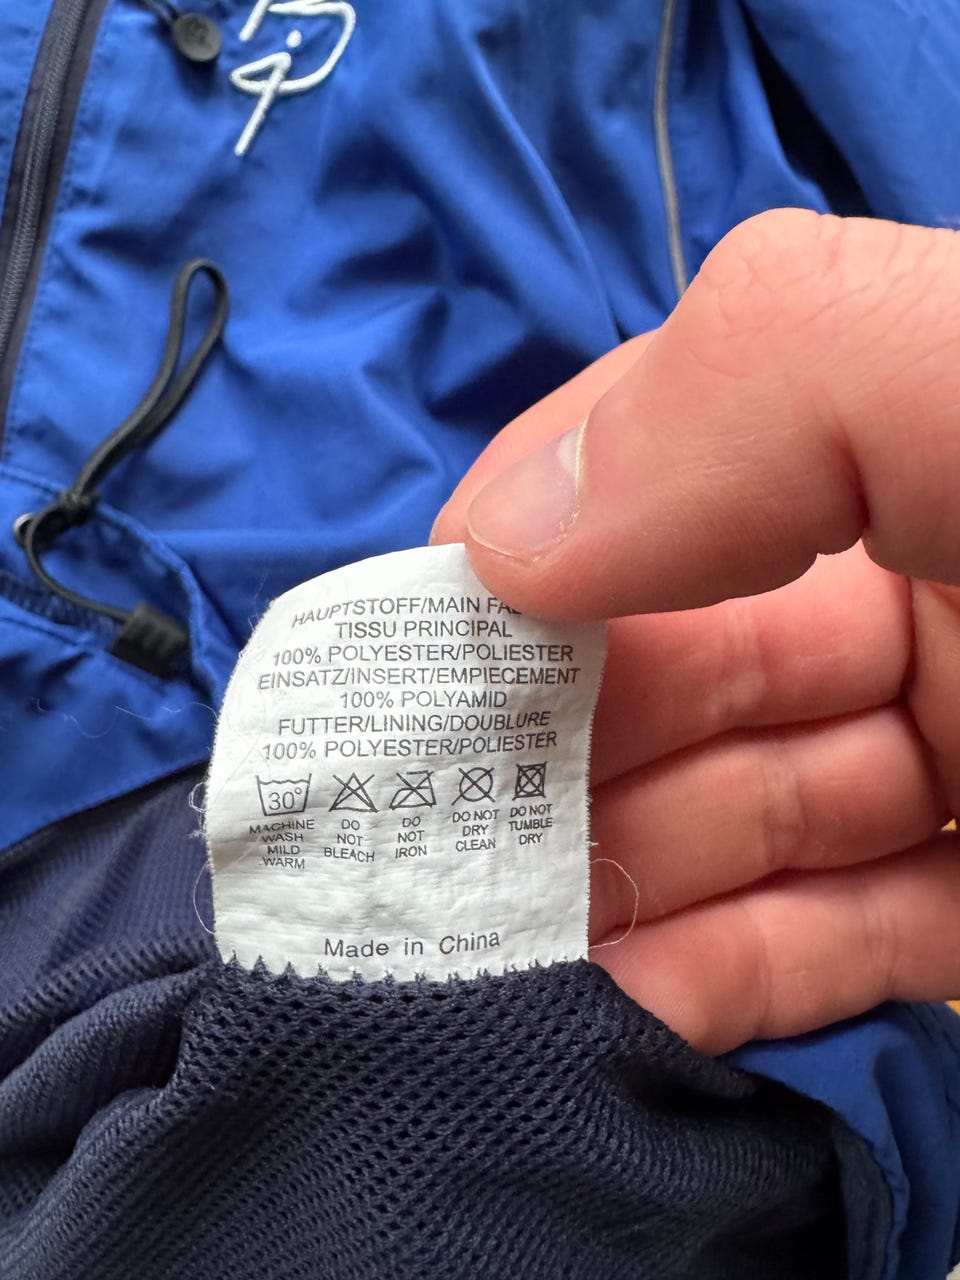 HAUPTSTOFF/MAIN
TISSU PRINCIPAL
100% POLYESTER/POLIESTER
EINSATZ/INSERT/EMPIECEMENT
100% POLYAMID
FUTTER/LINING/DOUBLURE
100% POLYESTER/POLIESTER
30°
MACHINE WASH MILD WARM
DO NOT BLEACH
DO NOT IRON
DO NOT DRY CLEAN
DO NOT TUMBLE DRY
Made in China